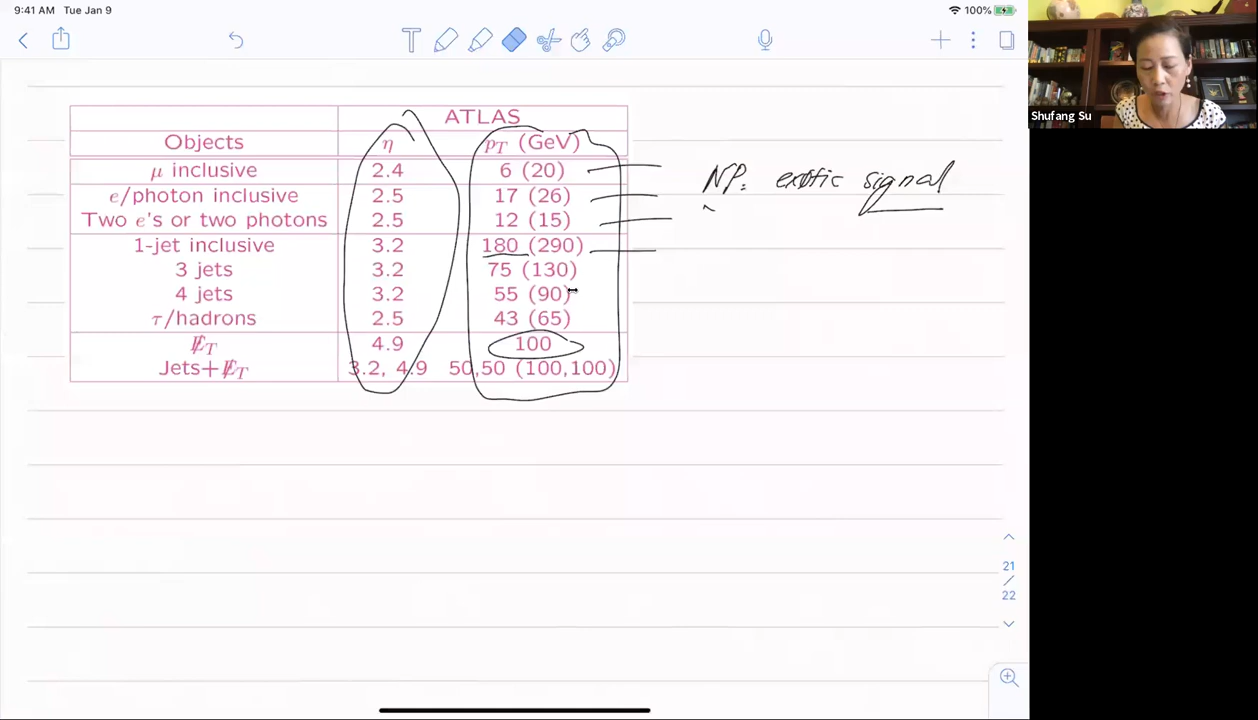 9:41 AM Tue Jan 9
100%
ATLAS
Objects η pT (GeV)
μ inclusive 2.4 6 (20)
e/photon inclusive 2.5 17 (26)
Two e's or two photons 2.5 12 (15)
1-jet inclusive 3.2 180 (290)
3 jets 3.2 75 (130)
4 jets 3.2 55 (90)
τ/hadrons 2.5 43 (65)
E̸T 4.9 100
Jets+E̸T 3.2, 4.9 50,50 (100,100)
NP: exotic signal
Shufang Su
21
/
22